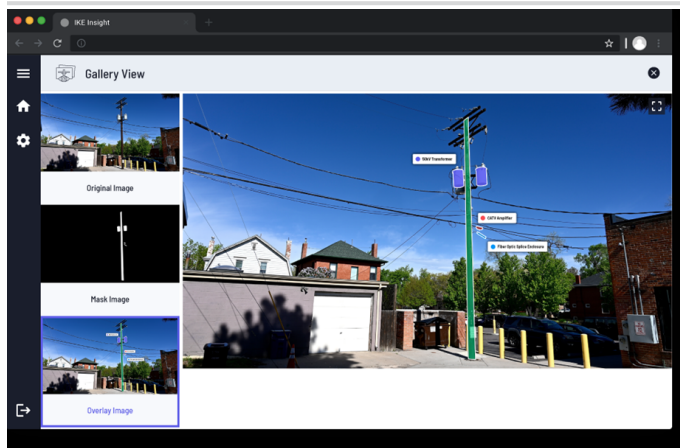 IKE Insight
Gallery View
Original Image
Mask Image
Overlay Image
50kV Transformer
CATV Amplifier
Fiber Optic Splice Enclosure